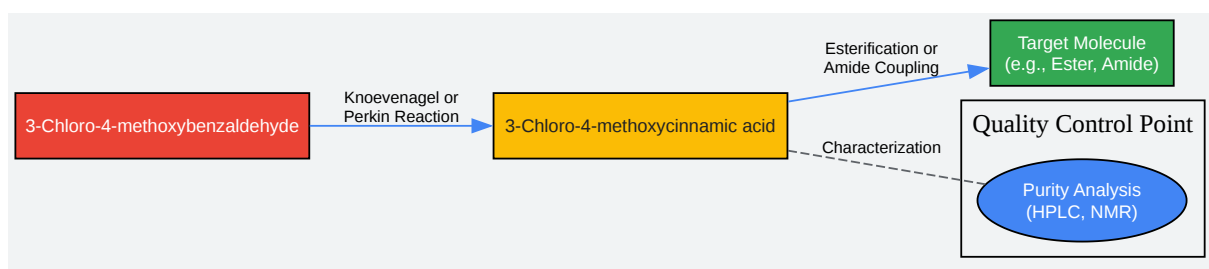 3-Chloro-4-methoxybenzaldehyde
Knoevenagel or
Perkin Reaction
3-Chloro-4-methoxycinnamic acid
Esterification or
Amide Coupling
Target Molecule
(e.g., Ester, Amide)
Characterization
Quality Control Point
Purity Analysis
(HPLC, NMR)